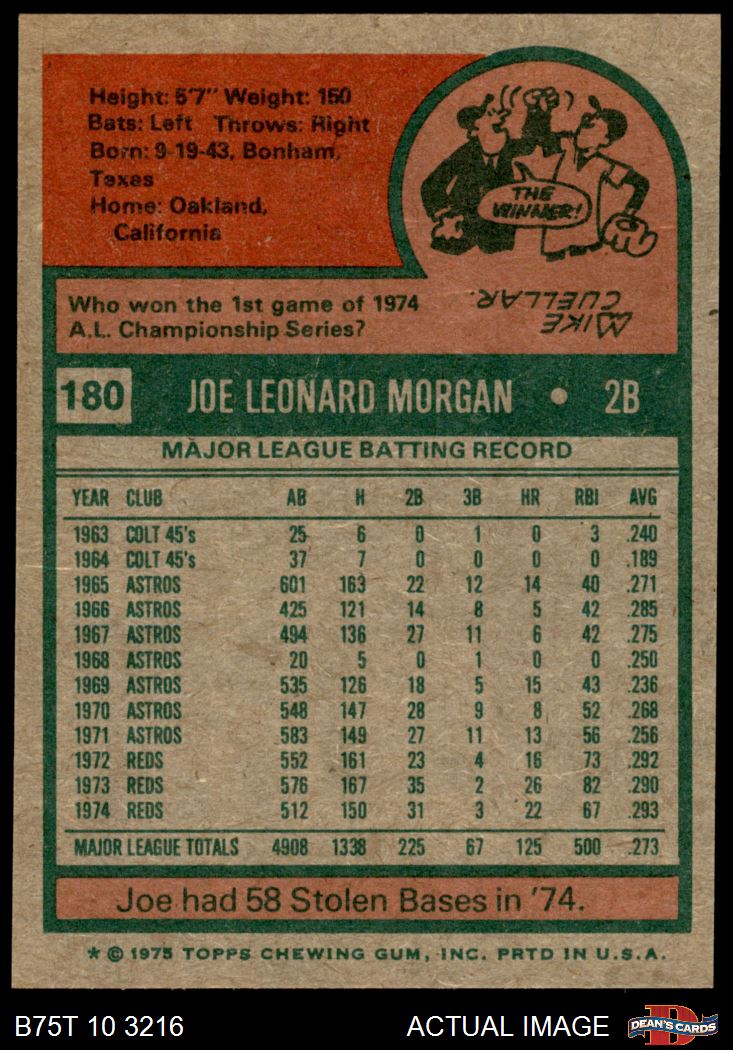 Height: 5'7" Weight: 150
Bats: Left Throws: Right
Born: 9-19-43, Bonham,
Texas
Home: Oakland,
California
THE
WINNER!
Who won the 1st game of 1974
A.L. Championship Series?
MIKE
CUELLAR.
180 JOE LEONARD MORGAN • 2B
MAJOR LEAGUE BATTING RECORD
YEAR CLUB AB H 2B 3B HR RBI AVG
1963 COLT 45's 25 6 0 1 0 3 .240
1964 COLT 45's 37 7 0 0 0 0 .189
1965 ASTROS 601 163 22 12 14 40 .271
1966 ASTROS 425 121 14 8 5 42 .285
1967 ASTROS 494 136 27 11 6 42 .275
1968 ASTROS 20 5 0 1 0 0 .250
1969 ASTROS 535 126 18 5 15 43 .236
1970 ASTROS 548 147 28 9 8 52 .268
1971 ASTROS 583 149 27 11 13 56 .256
1972 REDS 552 161 23 4 16 73 .292
1973 REDS 576 167 35 2 26 82 .290
1974 REDS 512 150 31 3 22 67 .293
MAJOR LEAGUE TOTALS 4908 1338 225 67 125 500 .273
Joe had 58 Stolen Bases in '74.
* © 1975 TOPPS CHEWING GUM, INC. PRTD IN U.S.A.
B75T 10 3216 ACTUAL IMAGE D DEAN'S CARDS